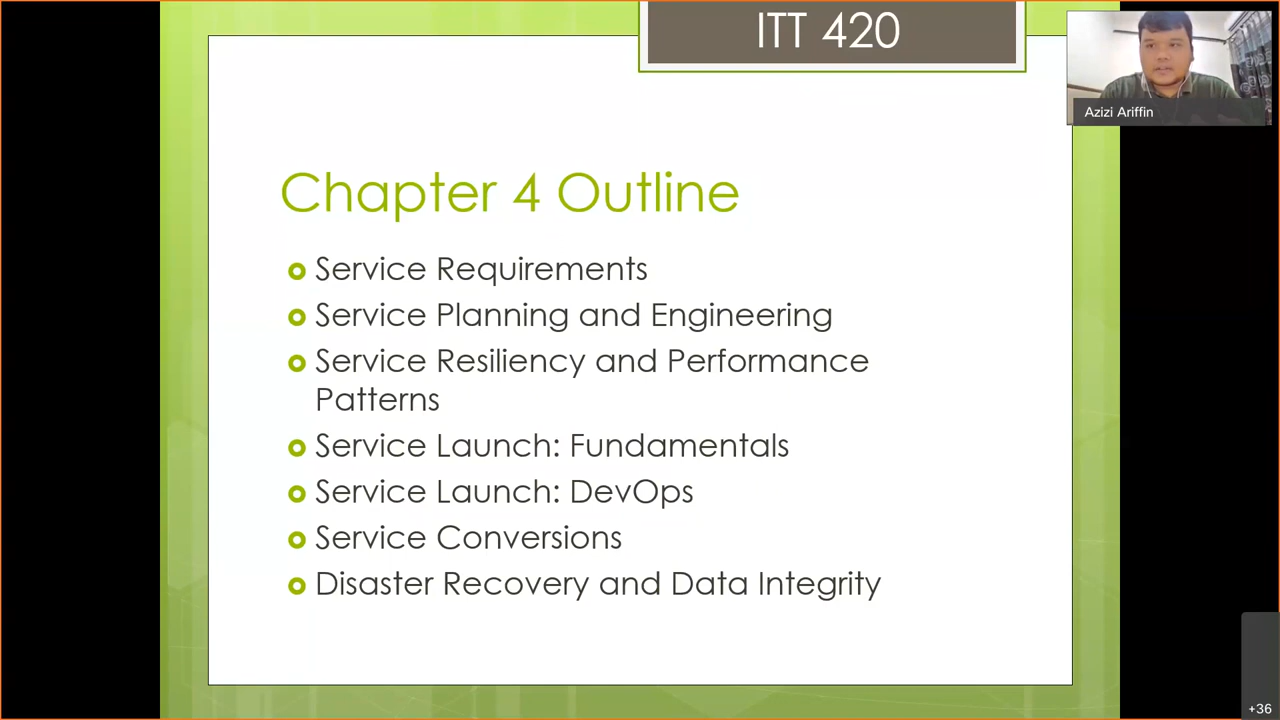 ITT 420
Azizi Ariffin
Chapter 4 Outline
Service Requirements
Service Planning and Engineering
Service Resiliency and Performance
Patterns
Service Launch: Fundamentals
Service Launch: DevOps
Service Conversions
Disaster Recovery and Data Integrity
+36